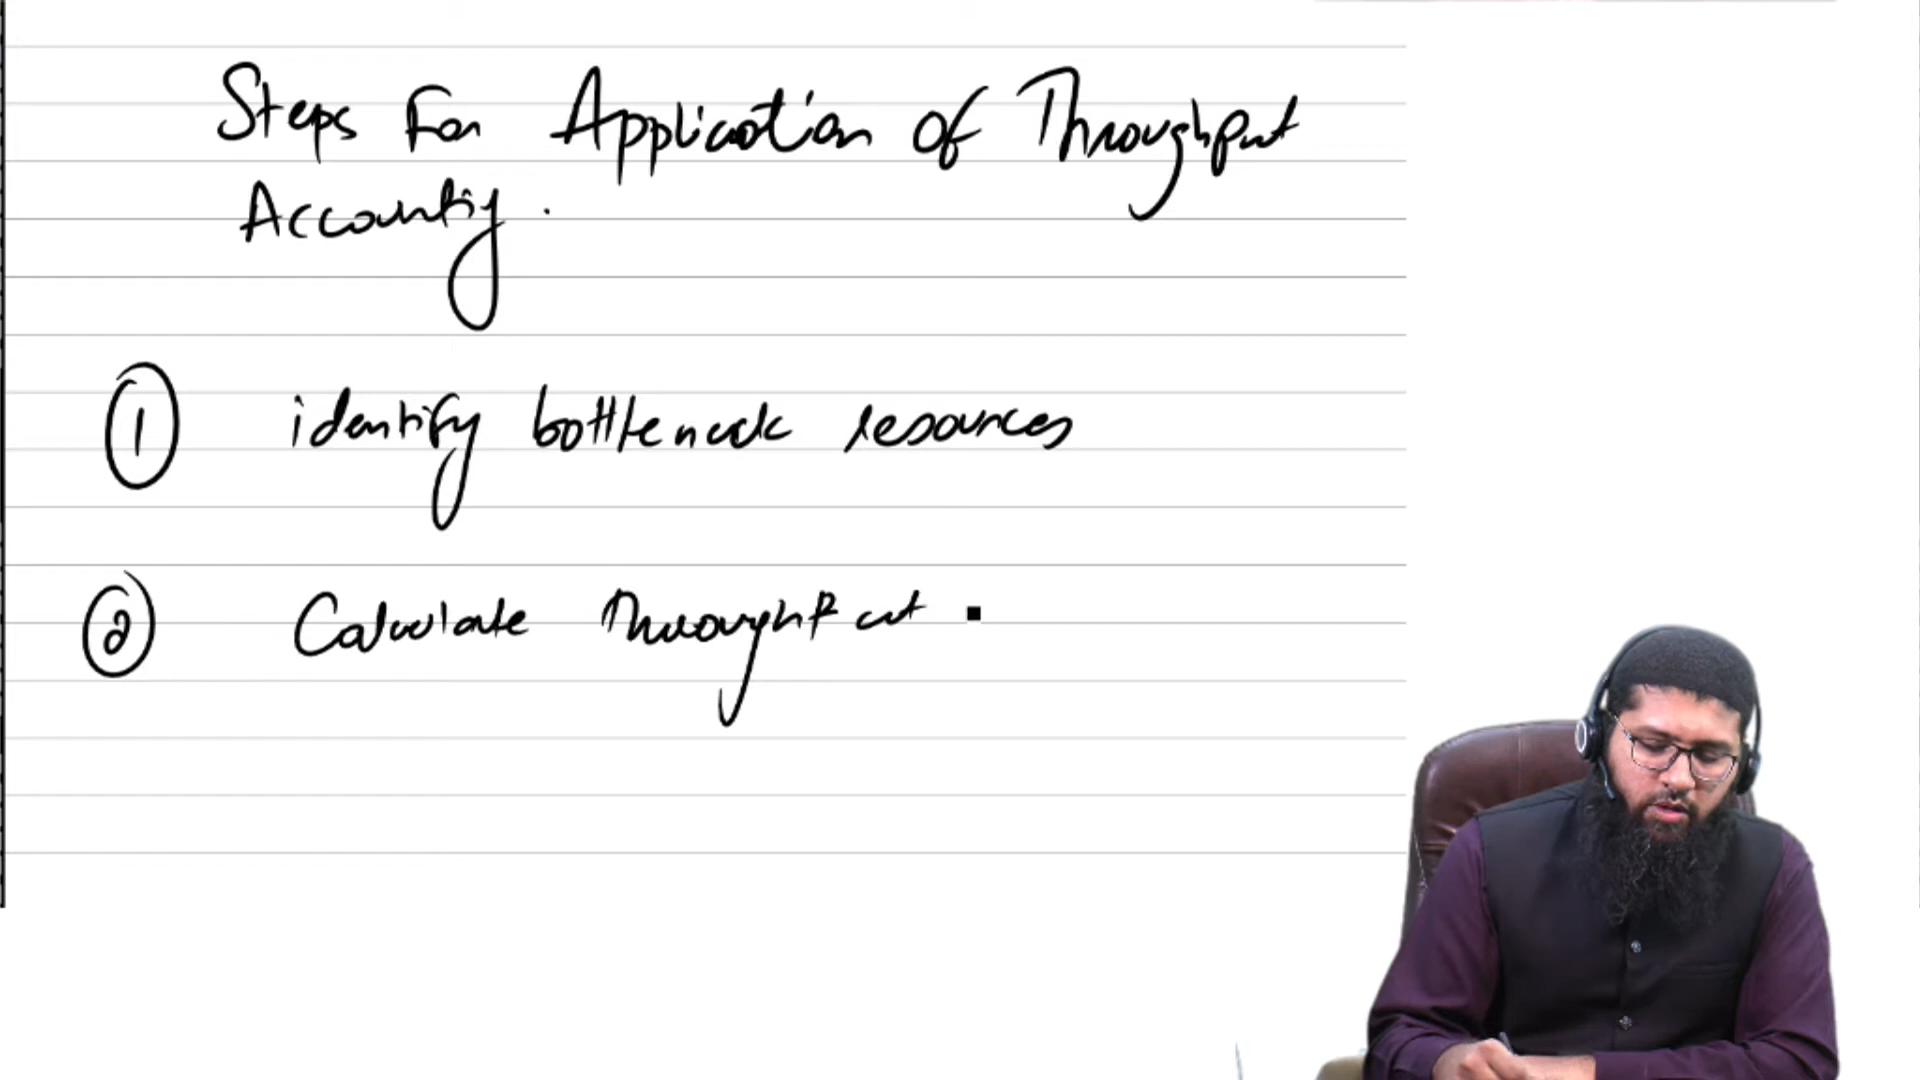 Steps For Application of Throughput
Accounting.
① identify bottleneck resources
② Calculate Throughput